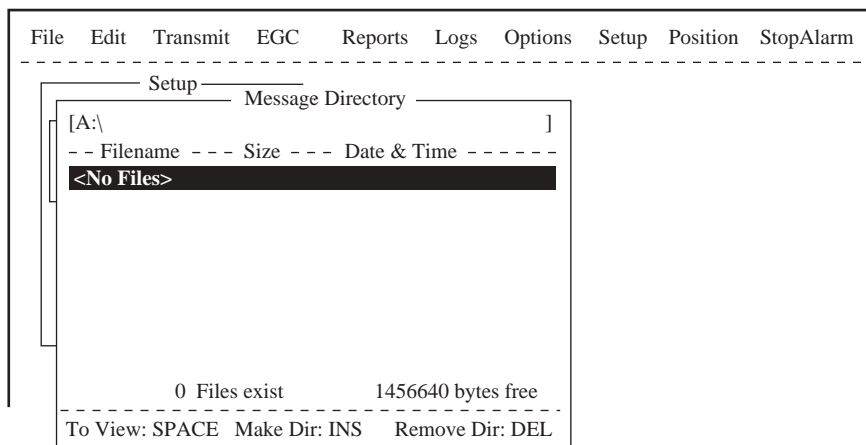 File Edit Transmit EGC Reports Logs Options Setup Position StopAlarm
Setup
Message Directory
[A:\ ]
Filename Size Date & Time
<No Files>
0 Files exist 1456640 bytes free
To View: SPACE Make Dir: INS Remove Dir: DEL